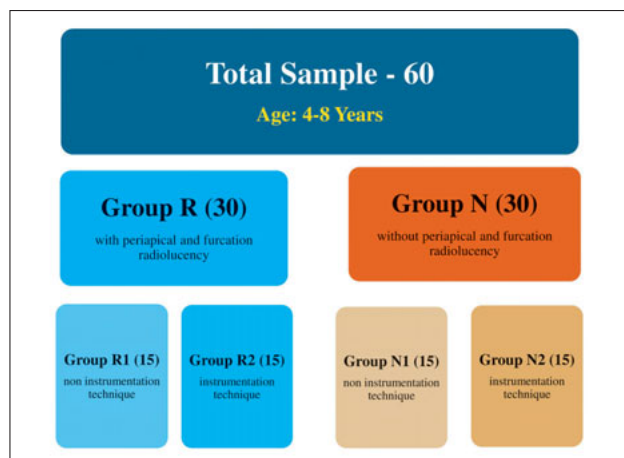 Total Sample - 60
Age: 4-8 Years
Group R (30)
with periapical and furcation
radiolucency
Group N (30)
without periapical and furcation
radiolucency
Group R1 (15)
non instrumentation
technique
Group R2 (15)
instrumentation
technique
Group N1 (15)
non instrumentation
technique
Group N2 (15)
instrumentation
technique